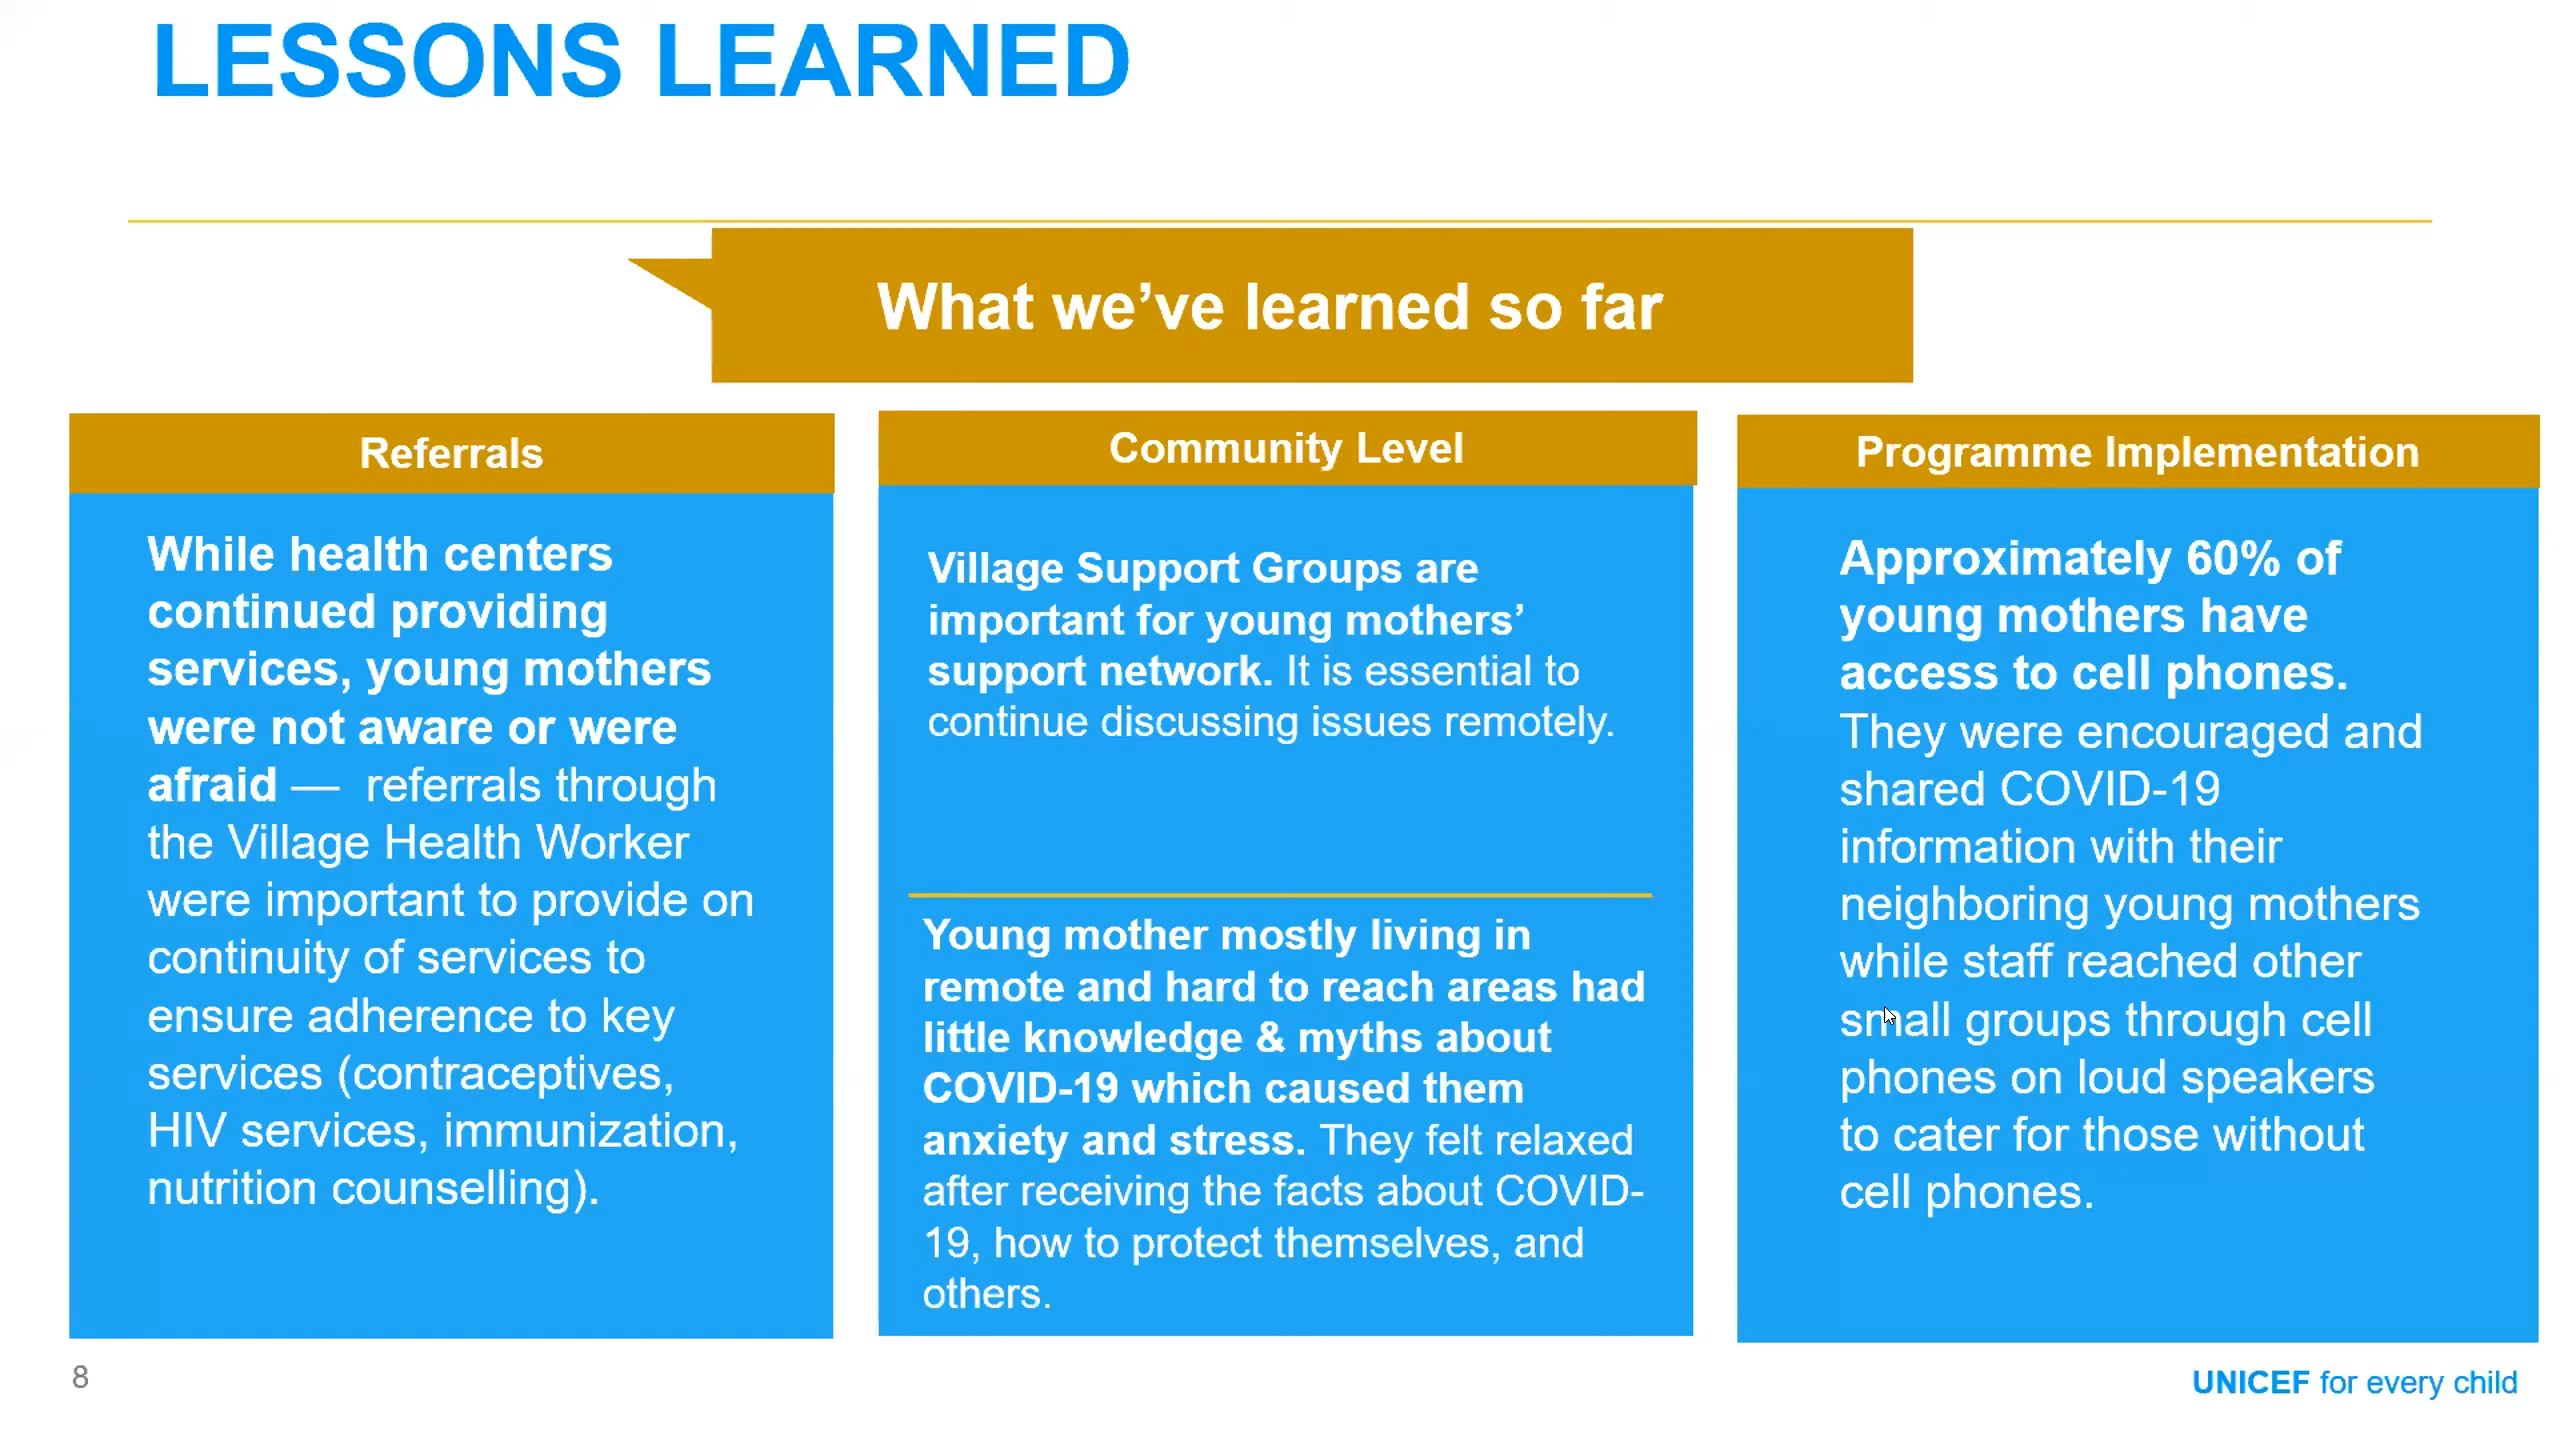 LESSONS LEARNED
What we’ve learned so far
Referrals
While health centers
continued providing
services, young mothers
were not aware or were
afraid —  referrals through
the Village Health Worker
were important to provide on
continuity of services to
ensure adherence to key
services (contraceptives,
HIV services, immunization,
nutrition counselling).
Community Level
Village Support Groups are
important for young mothers’
support network. It is essential to
continue discussing issues remotely.
Young mother mostly living in
remote and hard to reach areas had
little knowledge & myths about
COVID-19 which caused them
anxiety and stress. They felt relaxed
after receiving the facts about COVID-
19, how to protect themselves, and
others.
Programme Implementation
Approximately 60% of
young mothers have
access to cell phones.
They were encouraged and
shared COVID-19
information with their
neighboring young mothers
while staff reached other
small groups through cell
phones on loud speakers
to cater for those without
cell phones.
8
UNICEF for every child